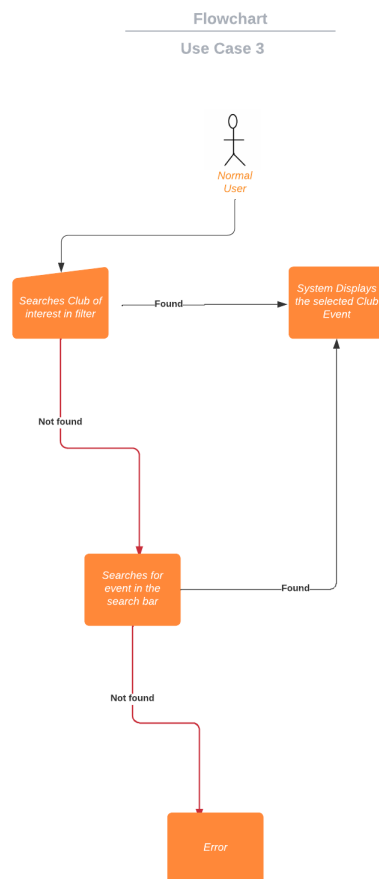 Flowchart
Use Case 3
Normal
User
Searches Club of
interest in filter
Found
System Displays
the selected Club
Event
Not found
Searches for
event in the
search bar
Found
Not found
Error